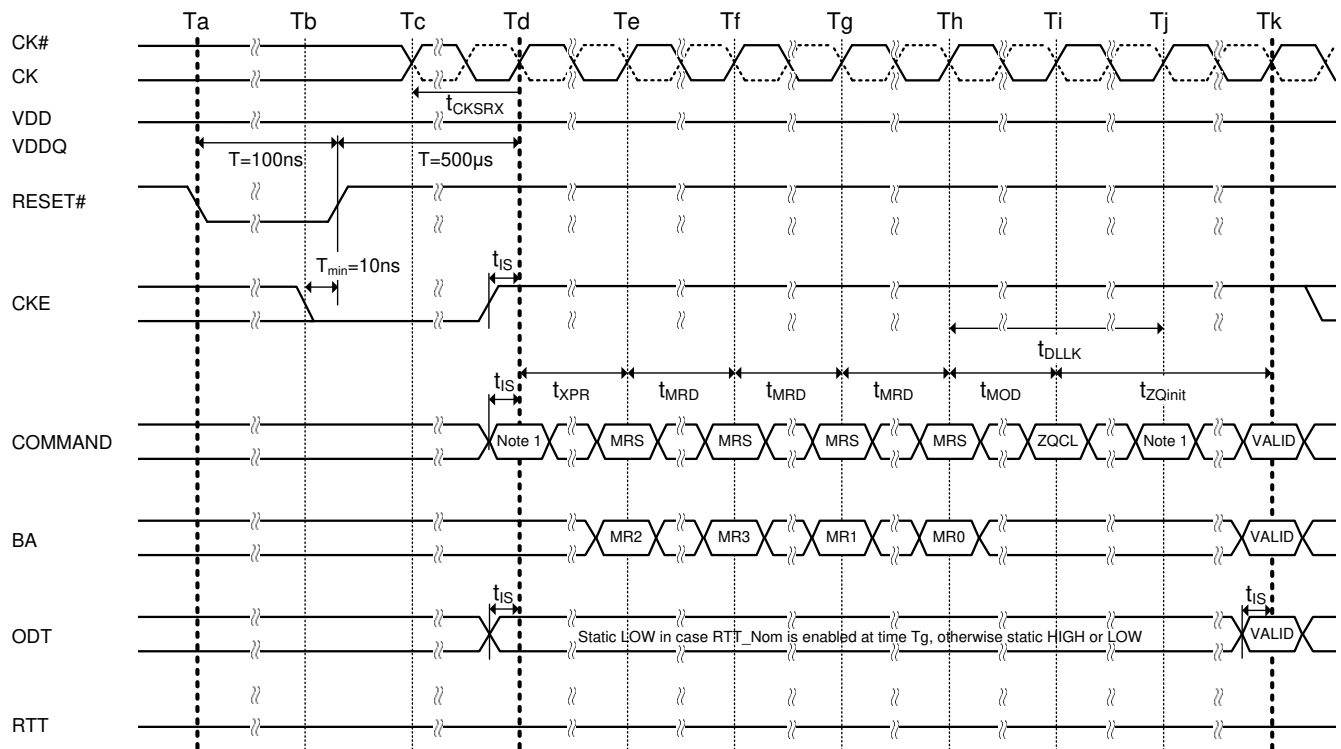 Ta Tb Tc Td Te Tf Tg Th Ti Tj Tk
CK#
CK
tCKSRX
VDD
VDDQ
T=100ns T=500µs
RESET#
Tmin=10ns tIS
CKE
tDLLK
tIS tXPR tMRD tMRD tMRD tMOD tZQinit
COMMAND Note 1 MRS MRS MRS MRS ZQCL Note 1 VALID
BA MR2 MR3 MR1 MR0 VALID
tIS tIS
ODT Static LOW in case RTT_Nom is enabled at time Tg, otherwise static HIGH or LOW VALID
RTT